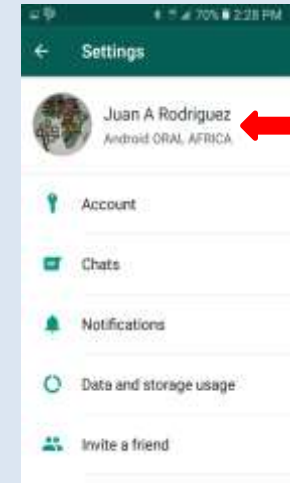 70% 2:28 PM
Settings
Juan A Rodriguez
Android ORAL AFRICA
Account
Chats
Notifications
Data and storage usage
Invite a friend